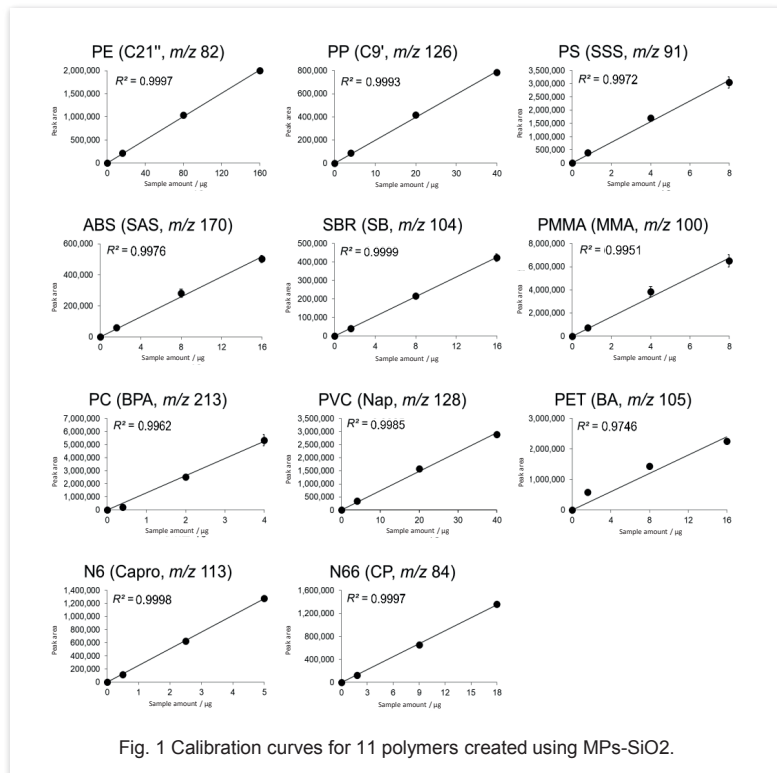 PE (C21", m/z 82)
R² = 0.9997
Peak area
2,000,000
1,500,000
1,000,000
500,000
0
0 40 80 120 160
Sample amount / µg
PP (C9', m/z 126)
R² = 0.9993
Peak area
800,000
600,000
400,000
200,000
0
0 10 20 30 40
Sample amount / µg
PS (SSS, m/z 91)
R² = 0.9972
Peak area
3,500,000
3,000,000
2,500,000
2,000,000
1,500,000
1,000,000
500,000
0
0 2 4 6 8
Sample amount / µg
ABS (SAS, m/z 170)
R² = 0.9976
Peak area
600,000
400,000
200,000
0
0 4 8 12 16
Sample amount / µg
SBR (SB, m/z 104)
R² = 0.9999
Peak area
500,000
400,000
300,000
200,000
100,000
0
0 4 8 12 16
Sample amount / µg
PMMA (MMA, m/z 100)
R² = 0.9951
Peak area
8,000,000
6,000,000
4,000,000
2,000,000
0
0 2 4 6 8
Sample amount / µg
PC (BPA, m/z 213)
R² = 0.9962
Peak area
7,000,000
6,000,000
5,000,000
4,000,000
3,000,000
2,000,000
1,000,000
0
0 2 4
Sample amount / µg
PVC (Nap, m/z 128)
R² = 0.9985
Peak area
3,500,000
3,000,000
2,500,000
2,000,000
1,500,000
1,000,000
500,000
0
0 20 40
Sample amount / µg
PET (BA, m/z 105)
R² = 0.9746
Peak area
3,000,000
2,000,000
1,000,000
0
0 4 8 12 16
Sample amount / µg
N6 (Capro, m/z 113)
R² = 0.9998
Peak area
1,400,000
1,200,000
1,000,000
800,000
600,000
400,000
200,000
0
0 1 2 3 4 5
Sample amount / µg
N66 (CP, m/z 84)
R² = 0.9997
Peak area
1,600,000
1,200,000
800,000
400,000
0
0 3 6 9 12 15 18
Sample amount / µg
Fig. 1 Calibration curves for 11 polymers created using MPs-SiO2.